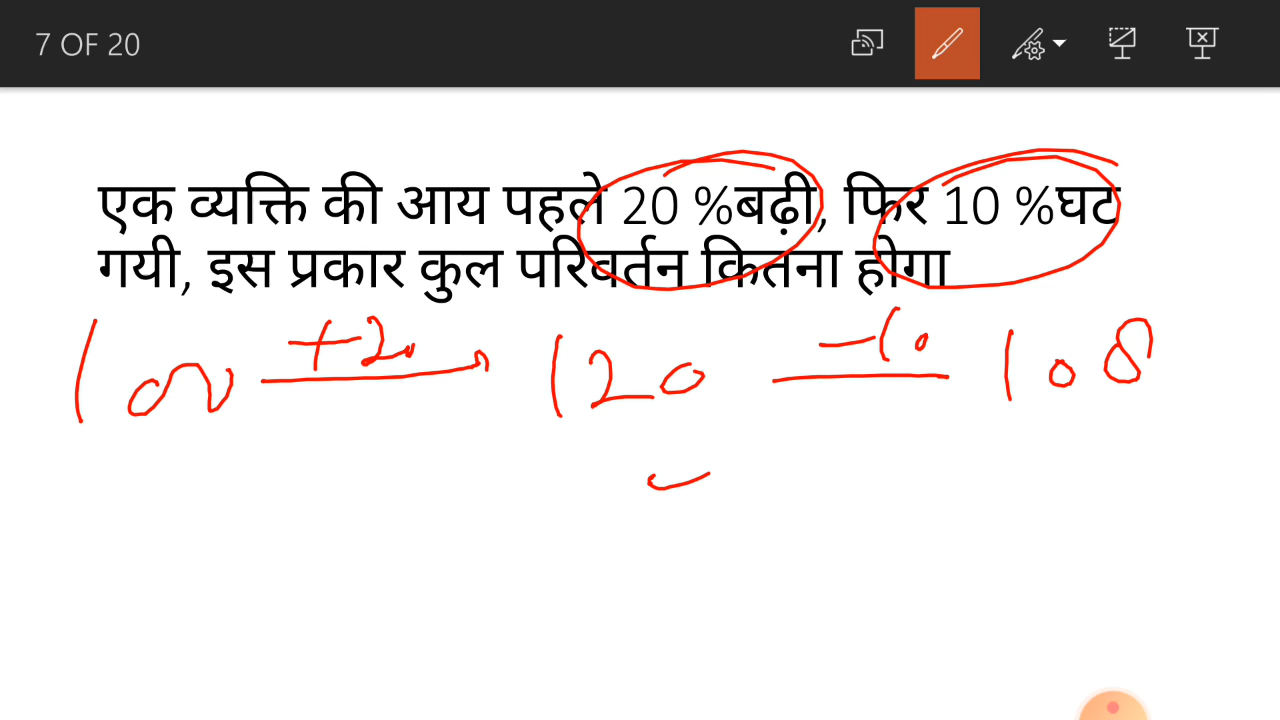 7 OF 20
एक व्यक्ति की आय पहले 20 %बढ़ी, फिर 10 %घट
गयी, इस प्रकार कुल परिवर्तन कितना होगा
100 +20 120 -10 108